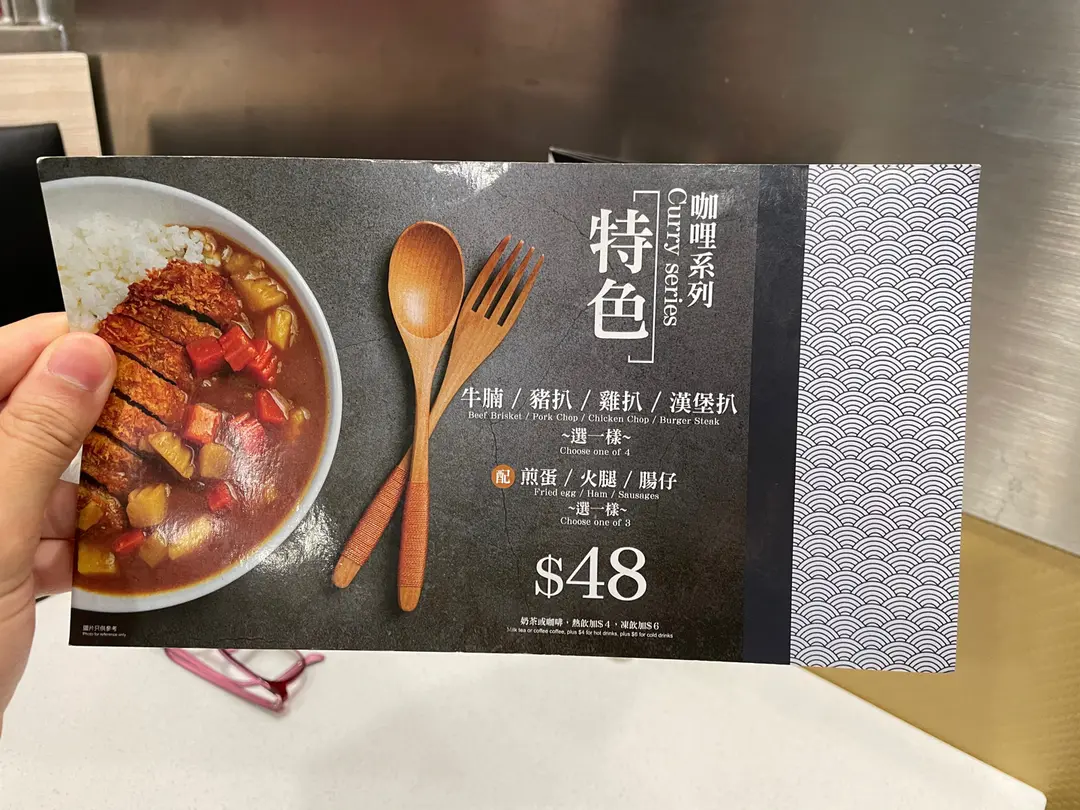 咖哩系列
Curry series
特色
牛腩 / 豬扒 / 雞扒 / 漢堡扒
Beef Brisket / Pork Chop / Chicken Chop / Burger Steak
~選一樣~
Choose one of 4
配 煎蛋 / 火腿 / 腸仔
Fried egg / Ham / Sausages
~選一樣~
Choose one of 3
$48
奶茶或咖啡，熱飲加$4，凍飲加$6
Milk tea or coffee coffee, plus $4 for hot drinks, plus $6 for cold drinks
圖片只供參考
Photo for reference only